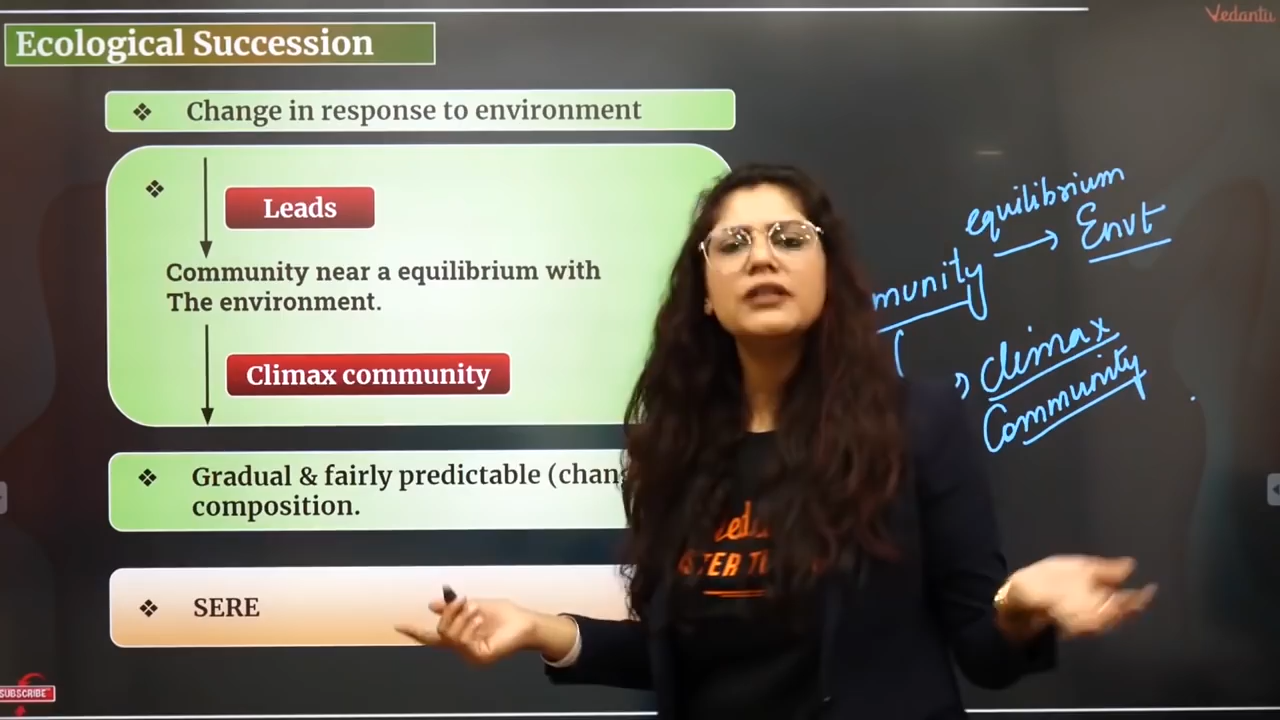 Vedantu
Ecological Succession
❖ Change in response to environment
❖
Leads
Community near a equilibrium with
The environment.
Climax community
❖ Gradual & fairly predictable
composition.
❖ SERE
equilibrium
munity → Envt
Climax
Community
SUBSCRIBE